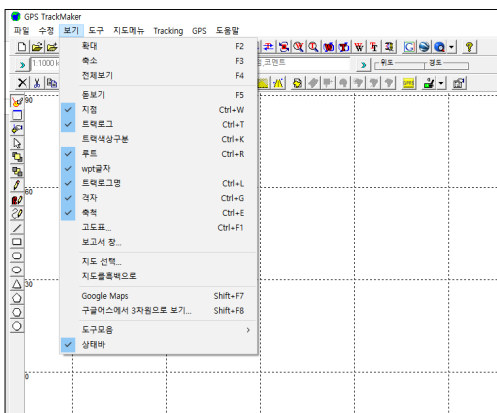 GPS TrackMaker
파일 수정 보기 도구 지도메뉴 Tracking GPS 도움말
확대 F2
1:1000 k
축소 F3
코멘트
위도
경도
전체보기 F4
돋보기 F5
90
지점 Ctrl+W
트랙로그 Ctrl+T
트랙색상구분 Ctrl+K
루트 Ctrl+R
wpt글자
60
트랙로그명 Ctrl+L
격자 Ctrl+G
축척 Ctrl+E
고도표... Ctrl+F1
보고서 창...
지도 선택...
지도를흑백으로
30
Google Maps Shift+F7
구글어스에서 3차원으로 보기... Shift+F8
도구모음
상태바
0